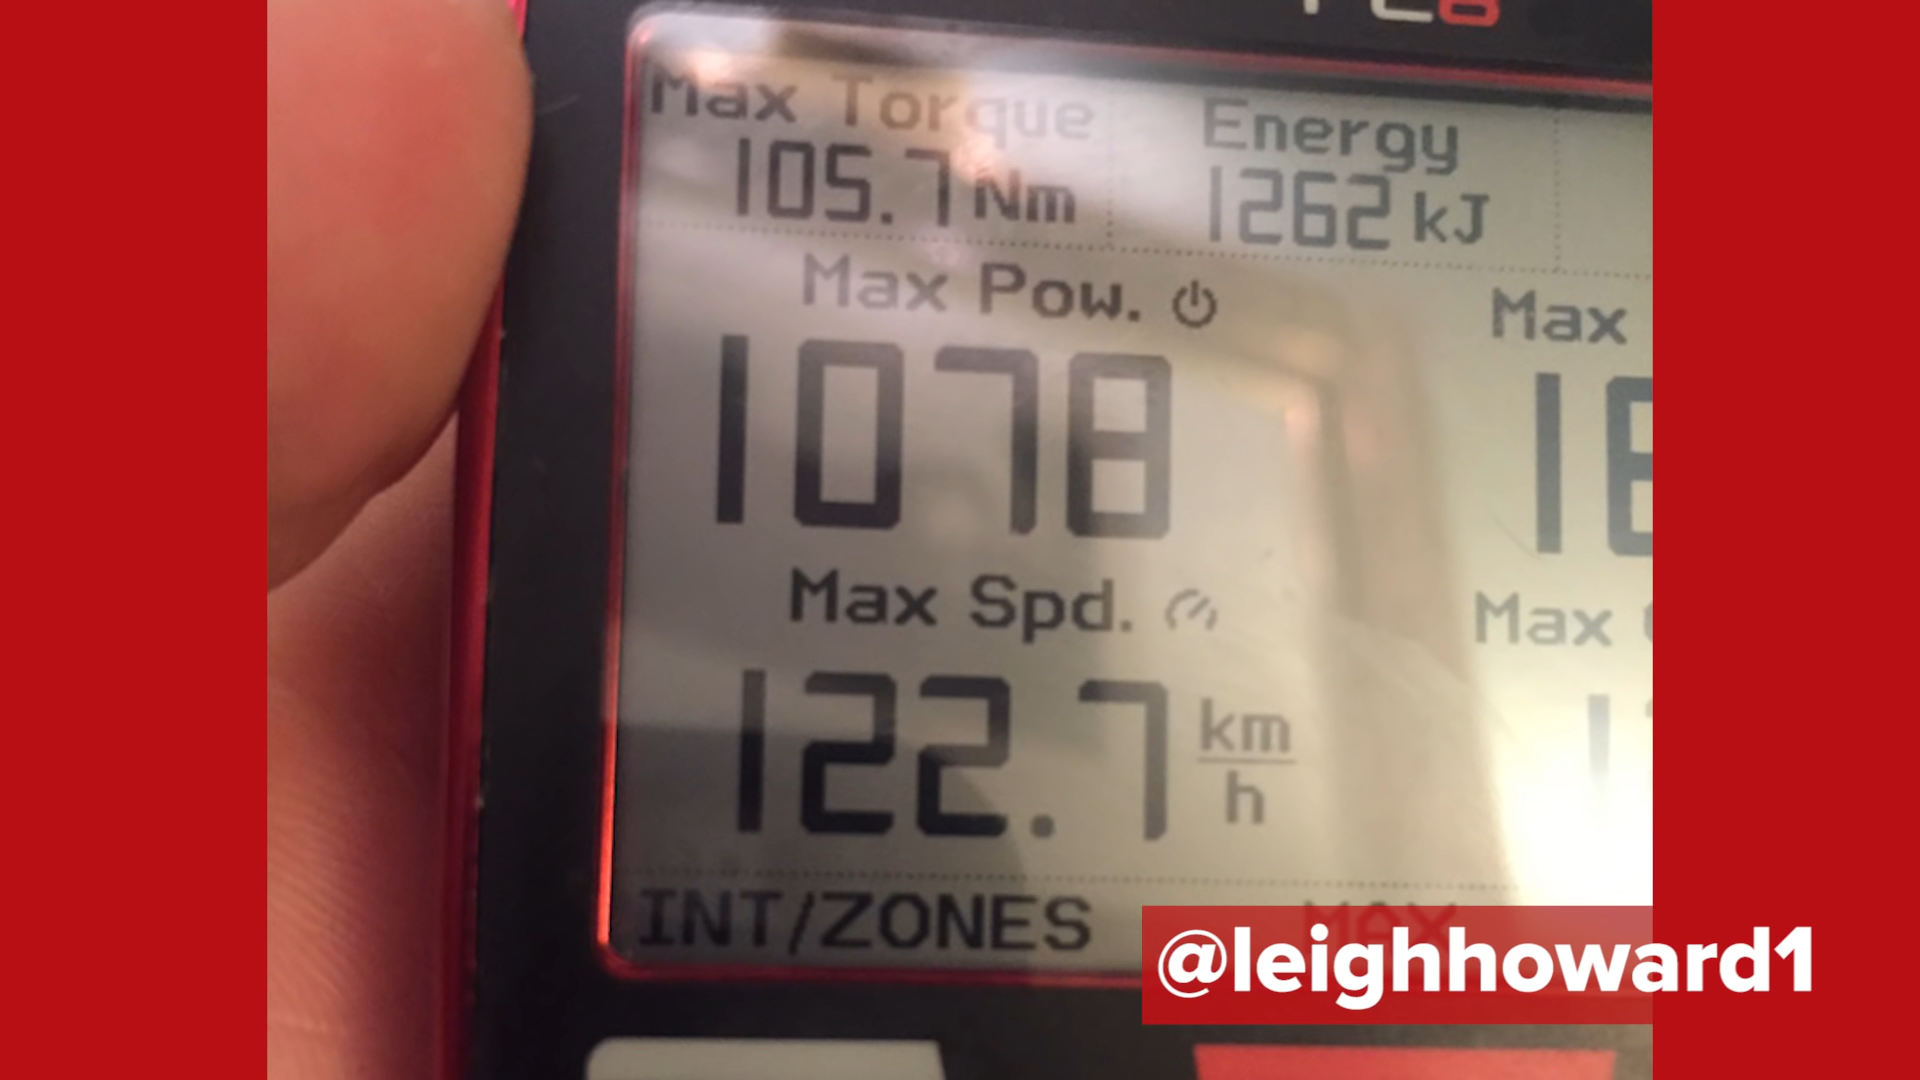 Max Torque Energy
105.7 Nm 1262 kJ
Max Pow. Max
1078
Max Spd. Max
122.7 km/h
INT/ZONES MAX
@leighhoward1